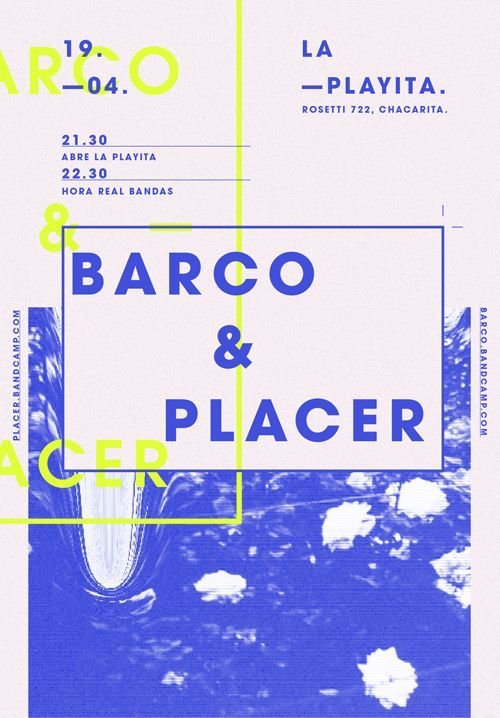 19.
—04.
LA
—PLAYITA.
ROSETTI 722, CHACARITA.
21.30
ABRE LA PLAYITA
22.30
HORA REAL BANDAS
ARCO
&
BARCO
&
PLACER
ACER
PLACER.BANDCAMP.COM
BARCO.BANDCAMP.COM